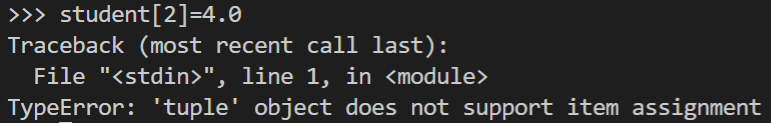 >>> student[2]=4.0
Traceback (most recent call last):
  File "<stdin>", line 1, in <module>
TypeError: 'tuple' object does not support item assignment